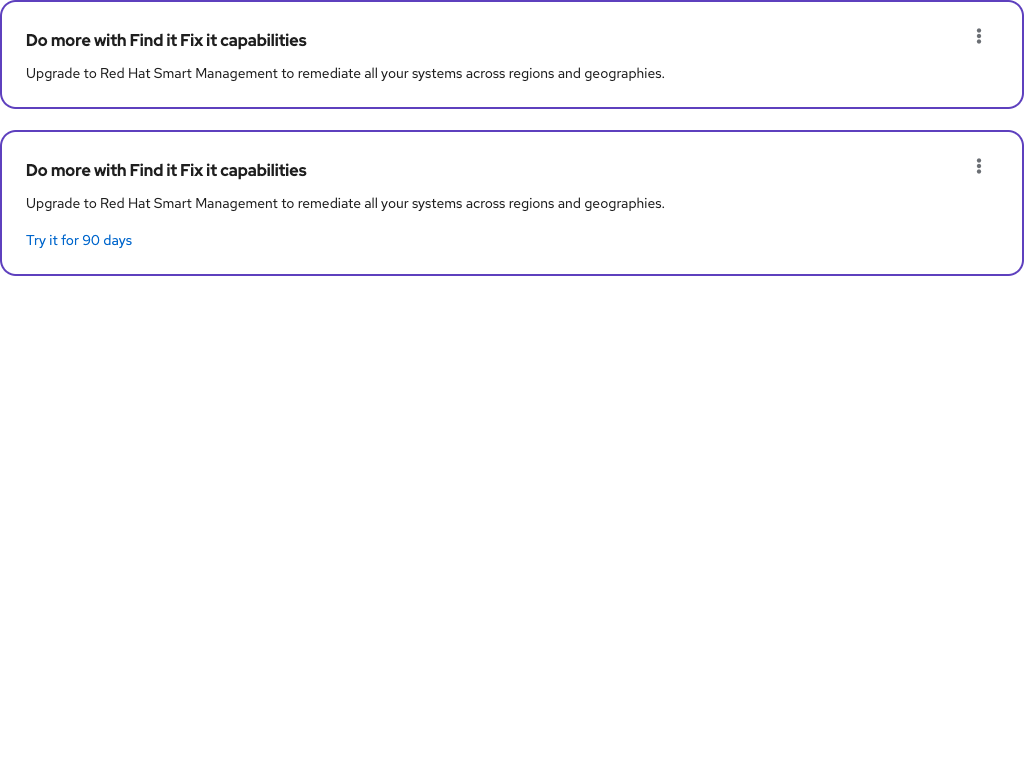 Do more with Find it Fix it capabilities
Upgrade to Red Hat Smart Management to remediate all your systems across regions and geographies.
Do more with Find it Fix it capabilities
Upgrade to Red Hat Smart Management to remediate all your systems across regions and geographies.
Try it for 90 days